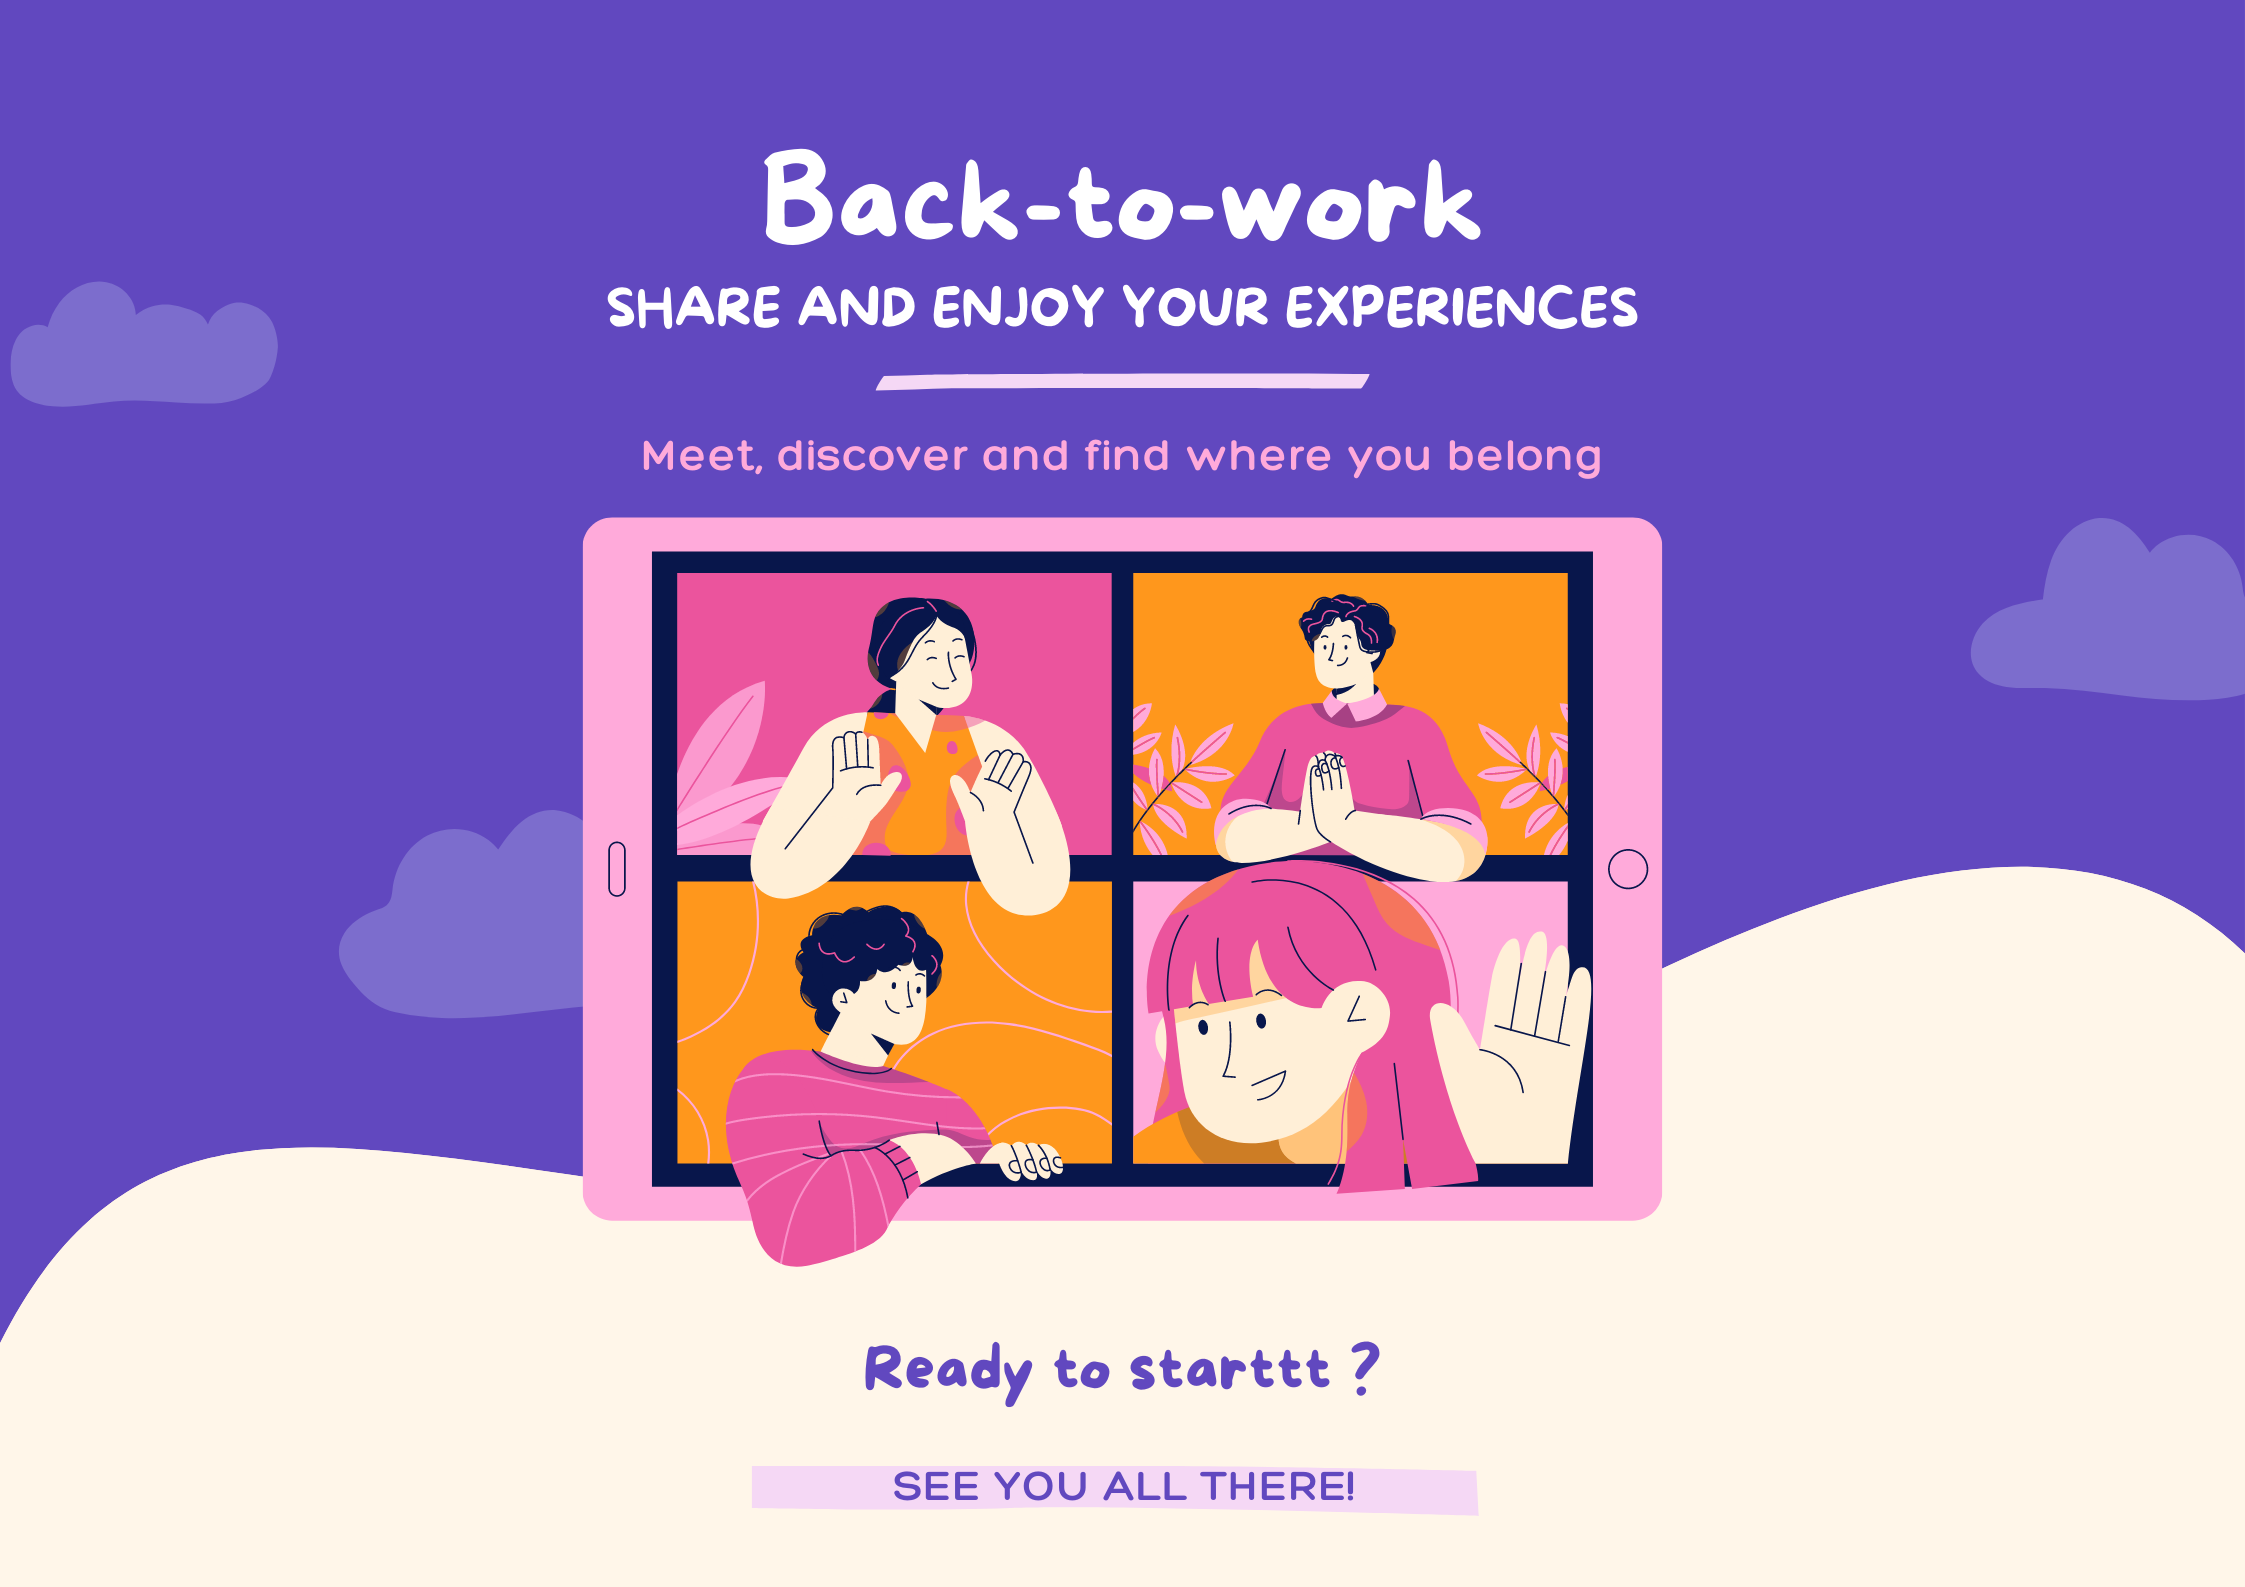 Back-to-work
SHARE AND ENJOY YOUR EXPERIENCES
Meet, discover and find where you belong
Ready to starttt ?
SEE YOU ALL THERE!